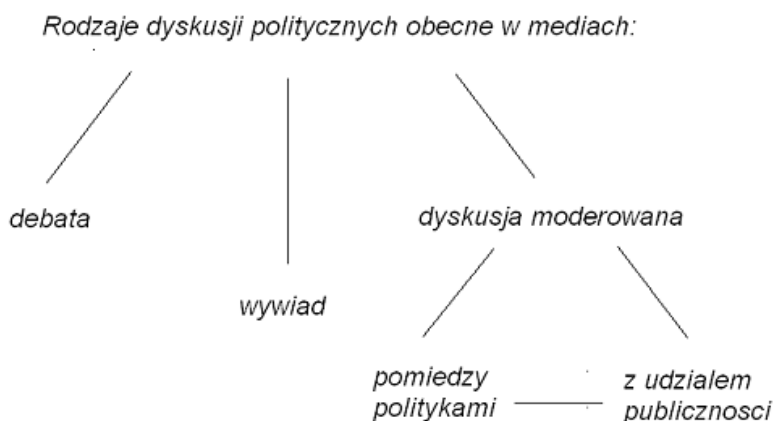 Rodzaje dyskusji politycznych obecne w mediach:
debata
dyskusja moderowana
wywiad
pomiedzy
politykami
z udzialem
publicznosci